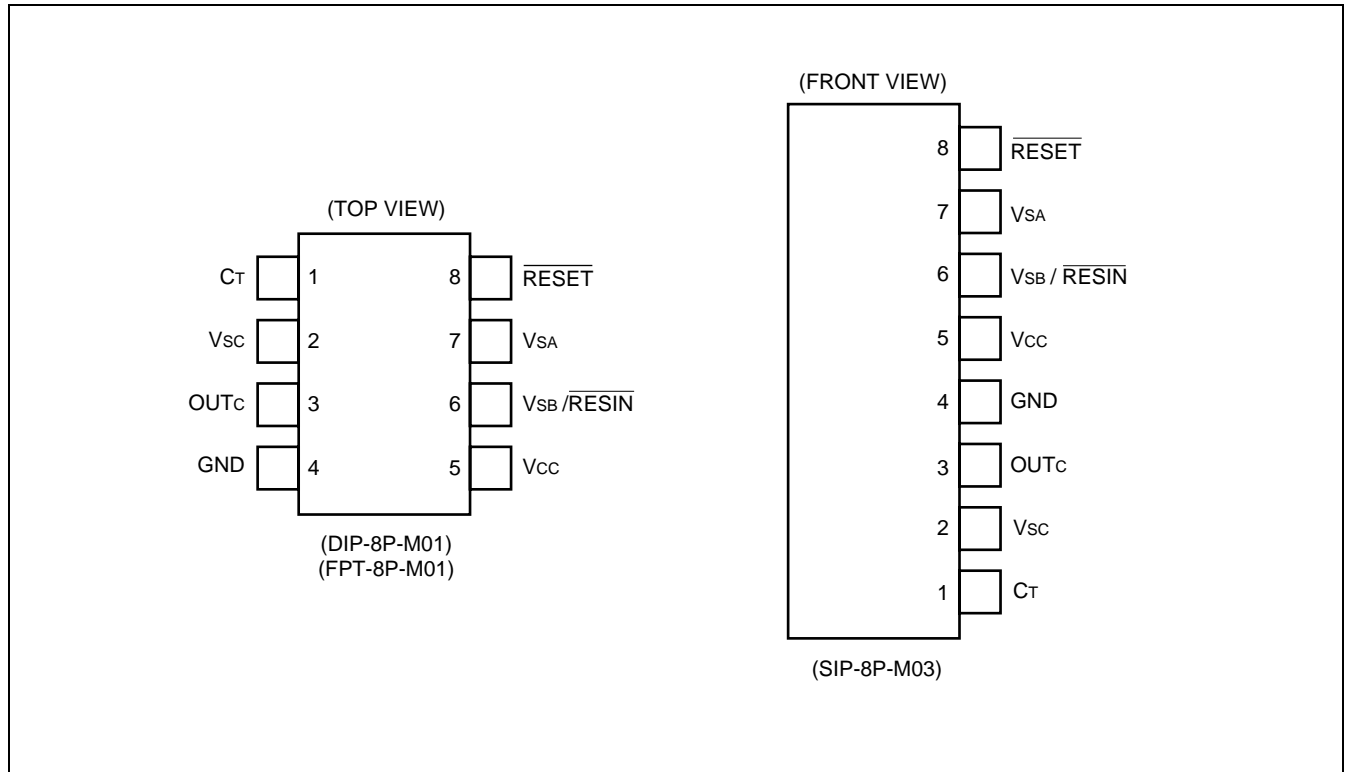 (TOP VIEW)
CT 1 8 RESET
VSC 2 7 VSA
OUTC 3 6 VSB /RESIN
GND 4 5 VCC
(DIP-8P-M01)
(FPT-8P-M01)
(FRONT VIEW)
8 RESET
7 VSA
6 VSB / RESIN
5 VCC
4 GND
3 OUTC
2 VSC
1 CT
(SIP-8P-M03)